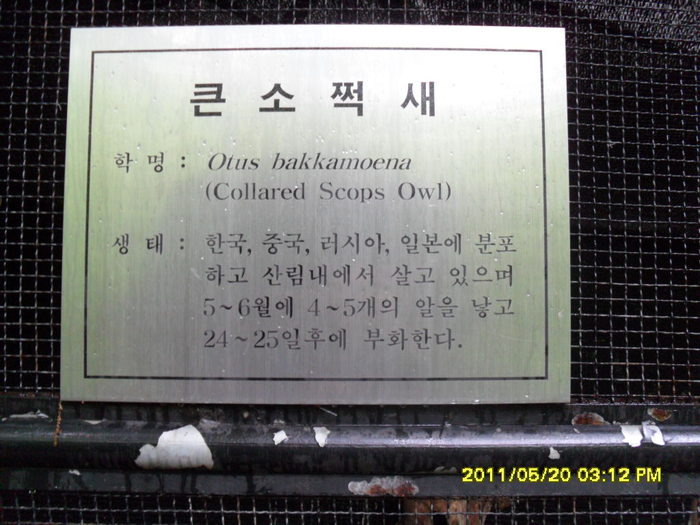 큰소쩍새
학명 : Otus bakkamoena
(Collared Scops Owl)
생태 : 한국, 중국, 러시아, 일본에 분포
하고 산림내에서 살고 있으며
5~6월에 4~5개의 알을 낳고
24~25일후에 부화한다.
2011/05/20 03:12 PM